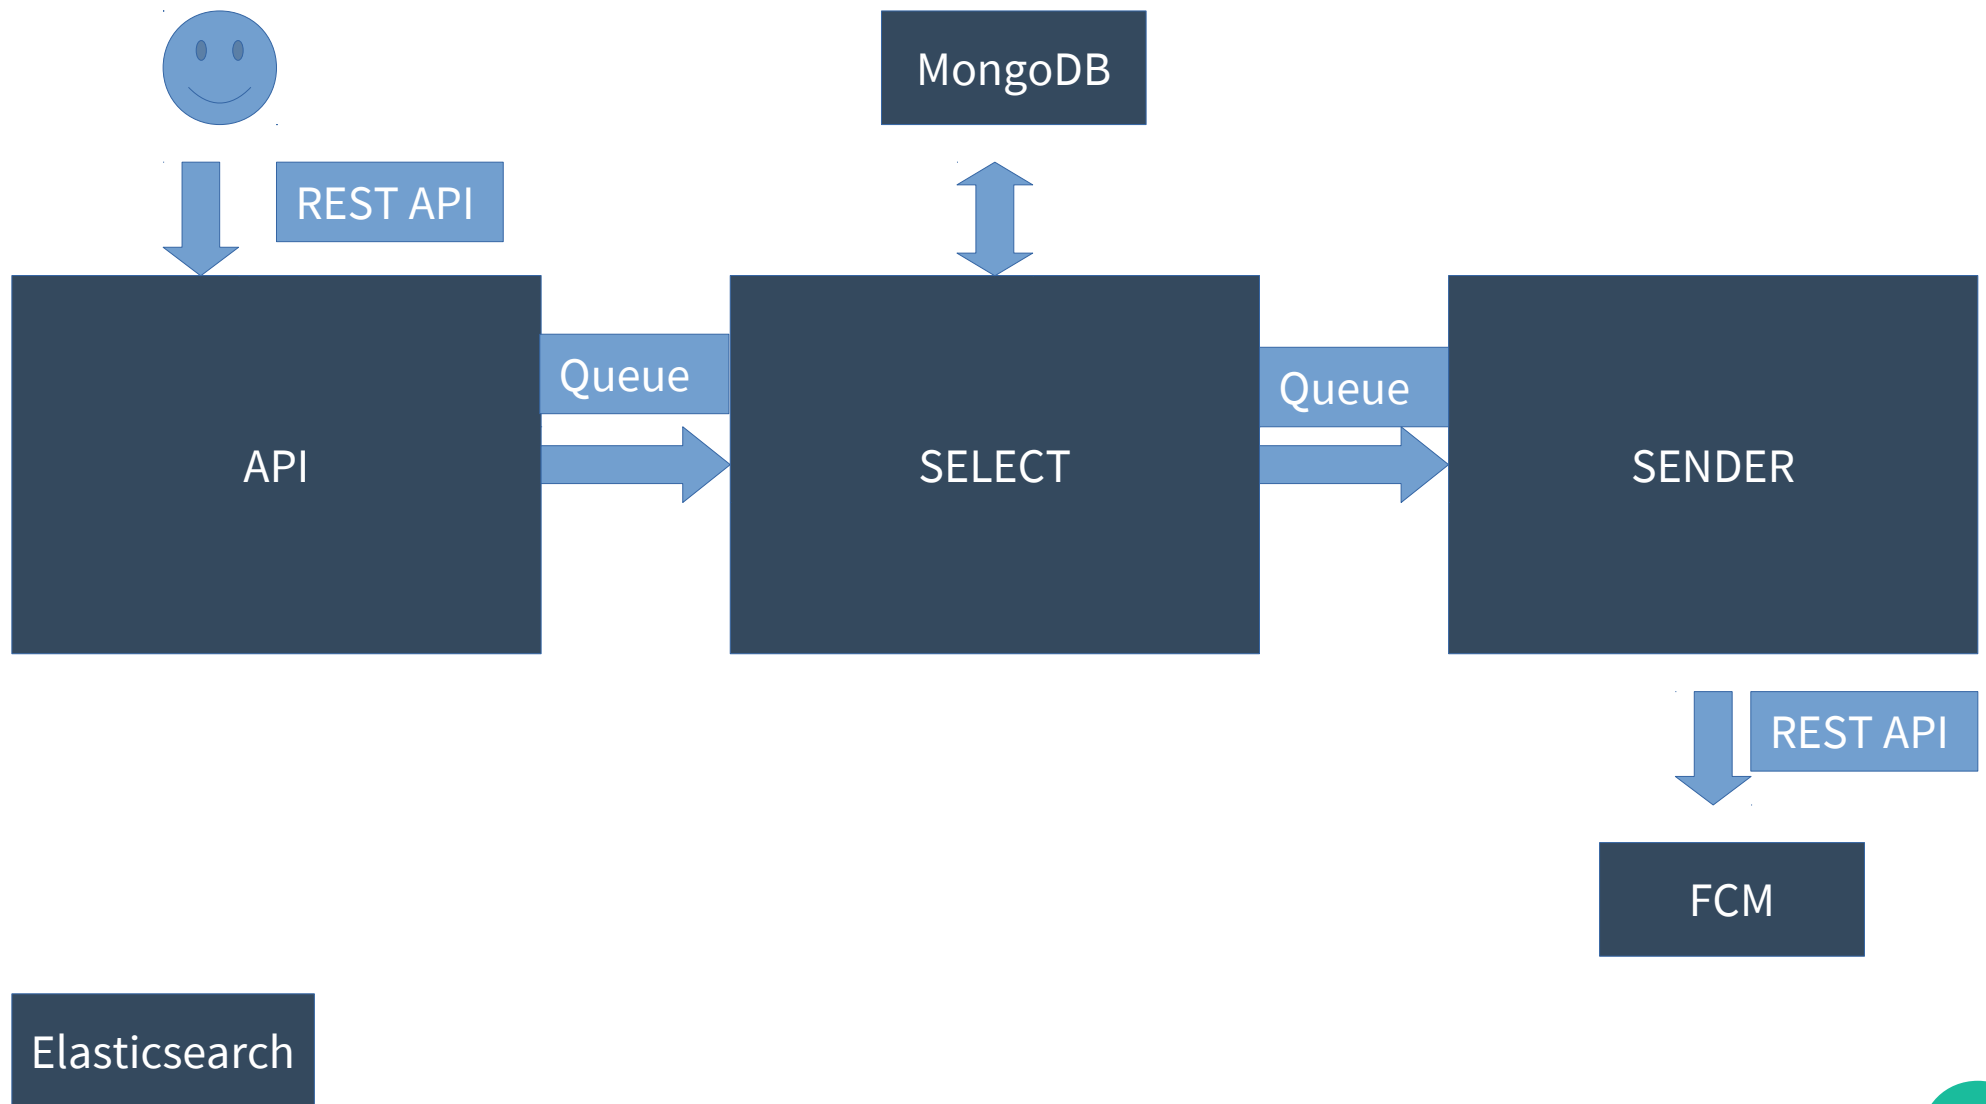 MongoDB
REST API
Queue
Queue
API
SELECT
SENDER
REST API
FCM
Elasticsearch